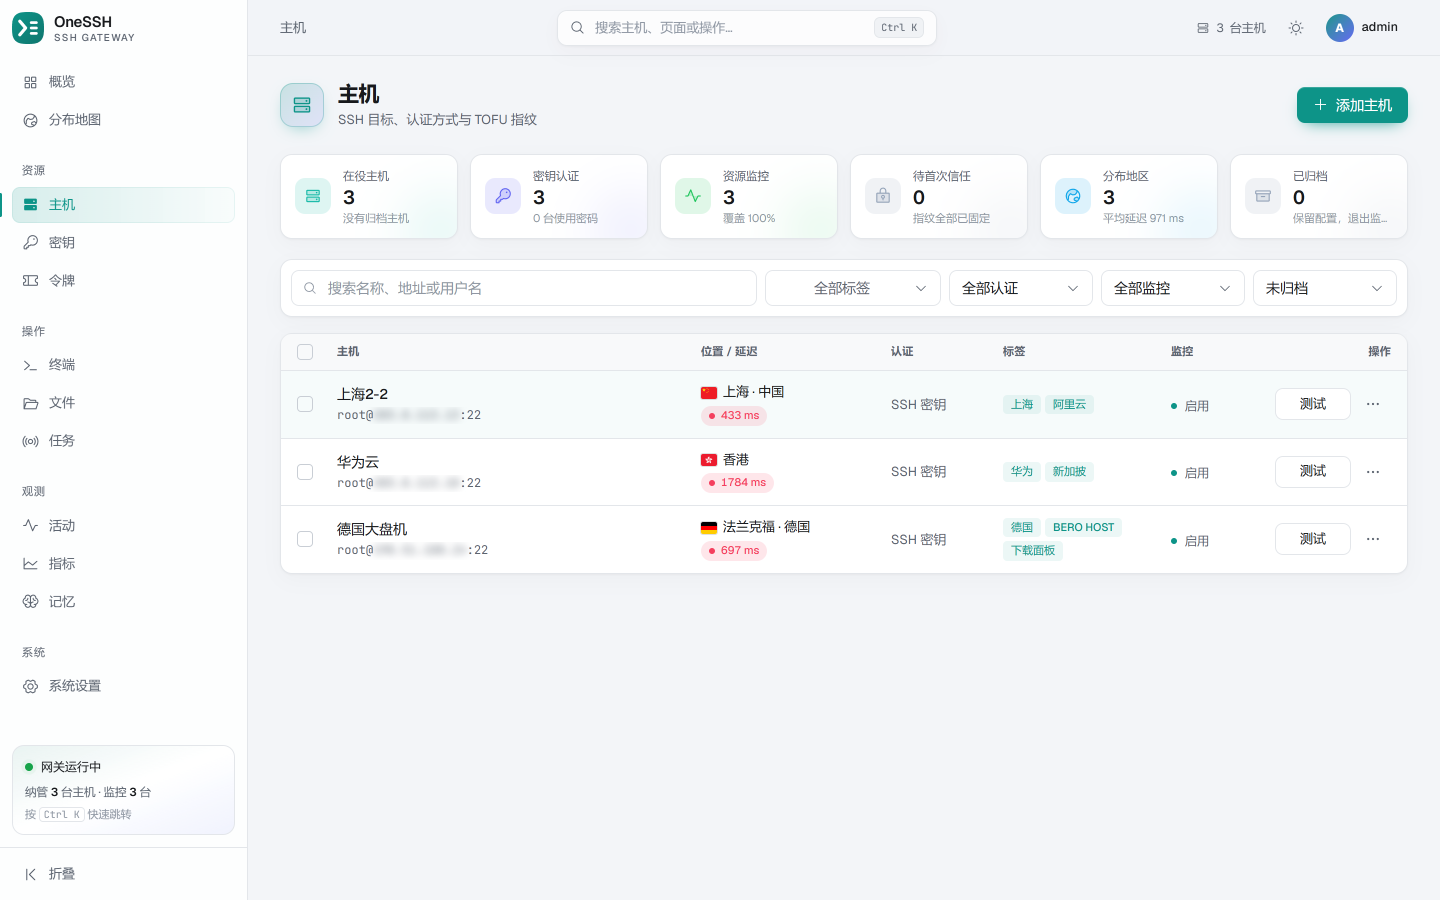 OneSSH
SSH GATEWAY
概览
分布地图
资源
主机
密钥
令牌
操作
终端
文件
任务
观测
活动
指标
记忆
系统
系统设置
网关运行中
纳管 3 台主机 · 监控 3 台
按 Ctrl K 快速跳转
折叠
主机
搜索主机、页面或操作...
Ctrl K
3 台主机
A
admin
主机
SSH 目标、认证方式与 TOFU 指纹
添加主机
在役主机
3
没有归档主机
密钥认证
3
0 台使用密码
资源监控
3
覆盖 100%
待首次信任
0
指纹全部已固定
分布地区
3
平均延迟 971 ms
已归档
0
保留配置，退出监...
搜索名称、地址或用户名
全部标签
全部认证
全部监控
未归档
主机 位置 / 延迟 认证 标签 监控 操作
上海2-2
root@ :22
上海 · 中国
433 ms
SSH 密钥
上海 阿里云
启用
测试
华为云
root@ :22
香港
1784 ms
SSH 密钥
华为 新加披
启用
测试
德国大盘机
root@ :22
法兰克福 · 德国
697 ms
SSH 密钥
德国 BERO HOST
下载面板
启用
测试